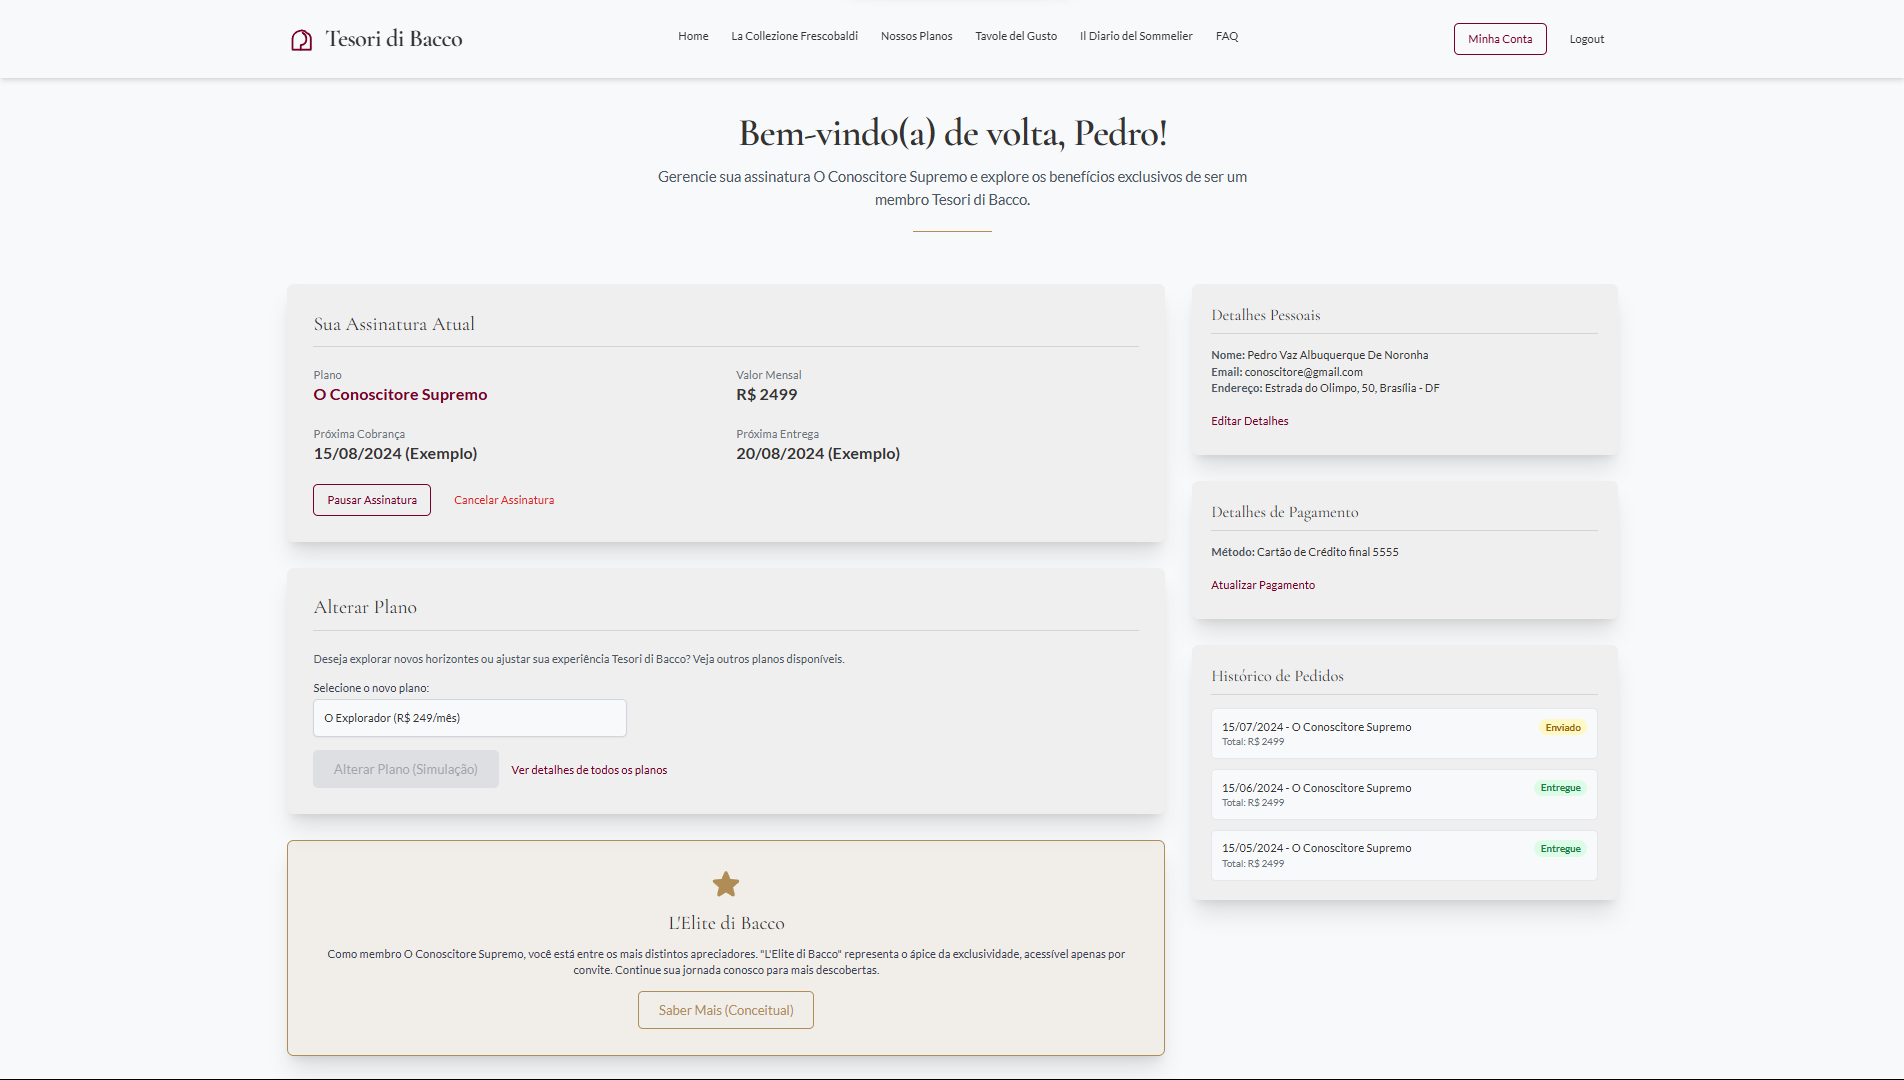 Tesori di Bacco
Home La Collezione Frescobaldi Nossos Planos Tavole del Gusto Il Diario del Sommelier FAQ
Minha Conta Logout
Bem-vindo(a) de volta, Pedro!
Gerencie sua assinatura O Conoscitore Supremo e explore os benefícios exclusivos de ser um
membro Tesori di Bacco.
Sua Assinatura Atual
Plano
O Conoscitore Supremo
Valor Mensal
R$ 2499
Próxima Cobrança
15/08/2024 (Exemplo)
Próxima Entrega
20/08/2024 (Exemplo)
Pausar Assinatura Cancelar Assinatura
Alterar Plano
Deseja explorar novos horizontes ou ajustar sua experiência Tesori di Bacco? Veja outros planos disponíveis.
Selecione o novo plano:
O Explorador (R$ 249/mês)
Alterar Plano (Simulação) Ver detalhes de todos os planos
L'Elite di Bacco
Como membro O Conoscitore Supremo, você está entre os mais distintos apreciadores. "L'Elite di Bacco" representa o ápice da exclusividade, acessível apenas por
convite. Continue sua jornada conosco para mais descobertas.
Saber Mais (Conceitual)
Detalhes Pessoais
Nome: Pedro Vaz Albuquerque De Noronha
Email: conoscitore@gmail.com
Endereço: Estrada do Olimpo, 50, Brasília - DF
Editar Detalhes
Detalhes de Pagamento
Método: Cartão de Crédito final 5555
Atualizar Pagamento
Histórico de Pedidos
15/07/2024 - O Conoscitore Supremo Enviado
Total: R$ 2499
15/06/2024 - O Conoscitore Supremo Entregue
Total: R$ 2499
15/05/2024 - O Conoscitore Supremo Entregue
Total: R$ 2499